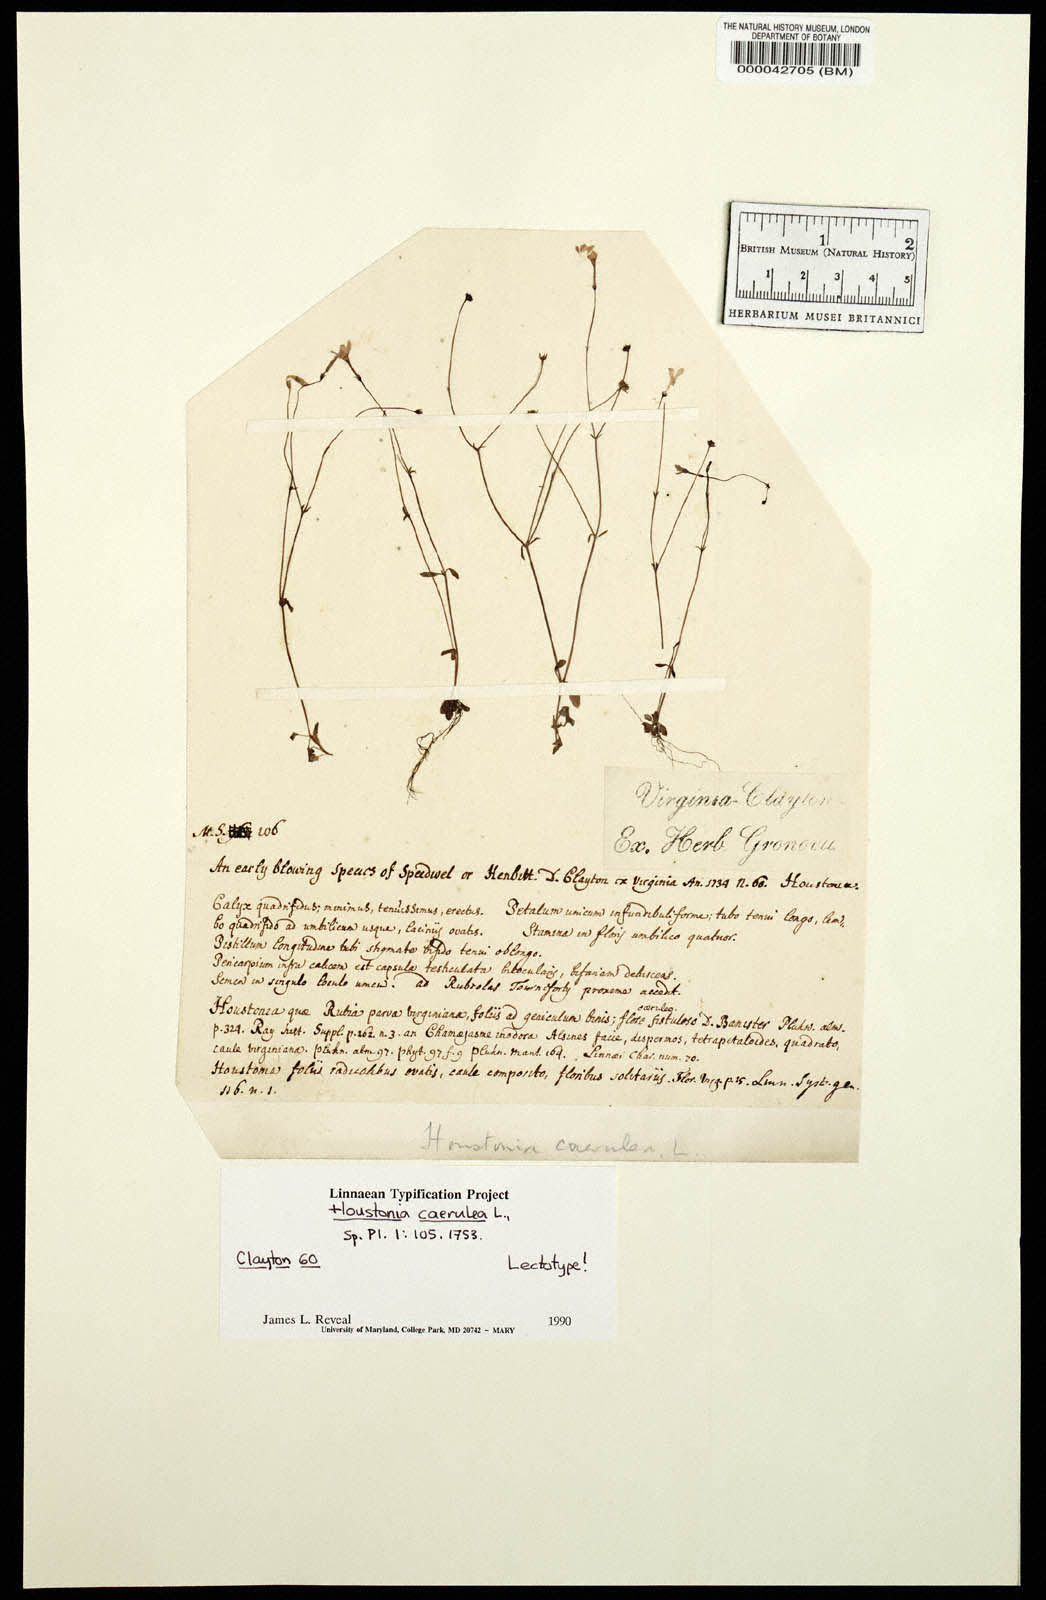 THE NATURAL HISTORY MUSEUM, LONDON
DEPARTMENT OF BOTANY
000042705 (BM)
1 2
BRITISH MUSEUM (NATURAL HISTORY)
1 2 3 4 5
HERBARIUM MUSEI BRITANNICI
Virginia - Clayton
Ex. Herb. Gronovii
M.S. 206
An early blowing species of Speedwel or Henbitt. D. Clayton ex Virginia An. 1734 n. 60. Houstonia.
Calyx quadrifidus; minimus, tenuissimus, erectus. Petalum unicum infundibuliforme; tubo tenui longo, lim-
bo quadrifido ad umbilicum usque, laciniis ovatis. Stamina in floris umbilico quatuor.
Pistillum longitudine tubi stigmate bifido tenui oblongo.
Pericarpium infra calicem est capsula testiculata bilocularis, bifariam dehiscens.
Semen in singulo loculo unicum. ad Rubeolas Tournefortij proxime accedit.
Houstonia quae Rubia parva virginiana, foliis ad geniculum binis; flore caeruleo fistuloso D. Banister Plukn. alm.
p. 324. Ray hist. Suppl. p. 262. n. 3. an Chamaejasme inodora Alsines facie, dispermos, tetrapetaloides, quadrato,
caule virginiana. plukn. alm. 97. phyt. 97. f. 9 Plukn. mant. 164. Linnaei Char. num. 70.
Houstonia foliis radicalibus ovatis, caule composito, floribus solitariis. Flor. Virg. p. 15. Linn. Syst. gen.
116. n. 1.
Houstonia caerulea. L.
Linnaean Typification Project
Houstonia caerulea L.,
Sp. Pl. 1: 105. 1753.
Clayton 60 Lectotype!
James L. Reveal 1990
University of Maryland, College Park, MD 20742 – MARY